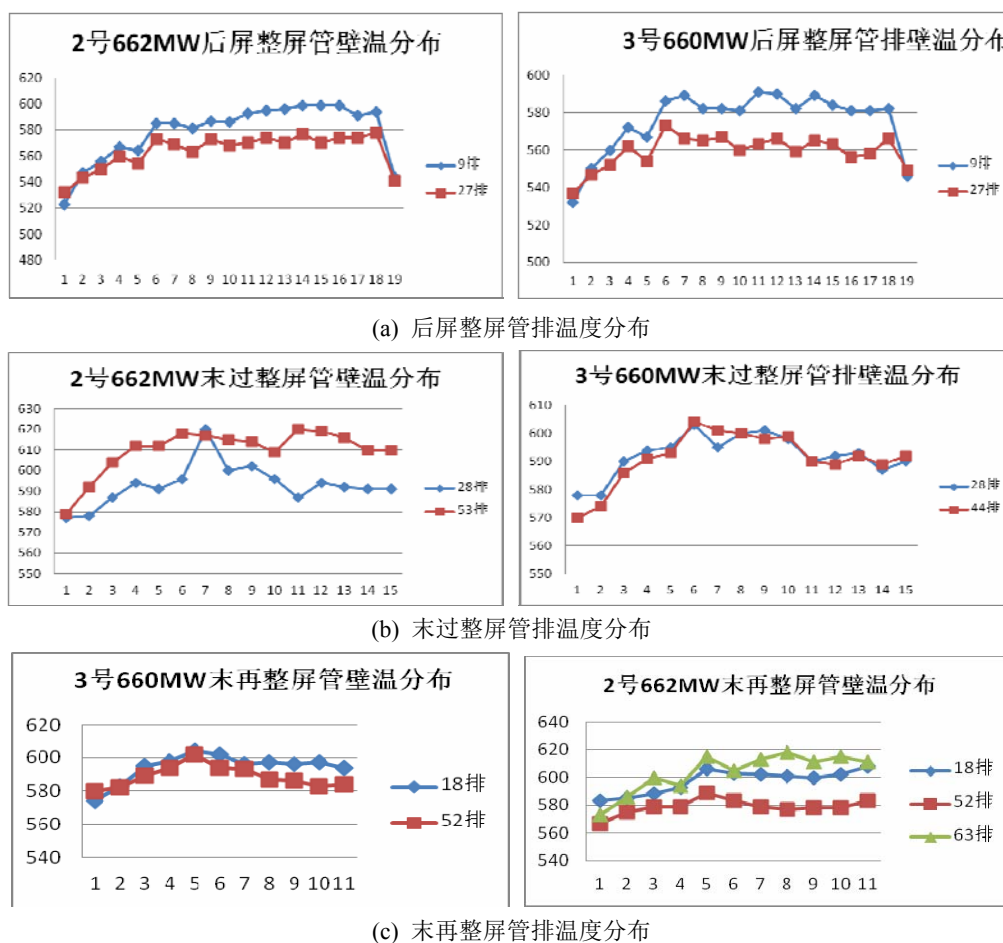 2号662MW后屏整屏管壁温分布
620
600
580
560
540
520
500
480
1 2 3 4 5 6 7 8 9 10 11 12 13 14 15 16 17 18 19
9排
27排
3号660MW后屏整屏管排壁温分布
600
580
560
540
520
500
1 2 3 4 5 6 7 8 9 10 11 12 13 14 15 16 17 18 19
9排
27排
(a) 后屏整屏管排温度分布
2号662MW末过整屏管壁温分布
630
620
610
600
590
580
570
560
550
1 2 3 4 5 6 7 8 9 10 11 12 13 14 15
28排
53排
3号660MW末过整屏管排壁温分布
610
600
590
580
570
560
550
1 2 3 4 5 6 7 8 9 10 11 12 13 14 15
28排
44排
(b) 末过整屏管排温度分布
3号660MW末再整屏管壁温分布
620
600
580
560
540
1 2 3 4 5 6 7 8 9 10 11
18排
52排
2号662MW末再整屏管壁温分布
640
620
600
580
560
540
1 2 3 4 5 6 7 8 9 10 11
18排
52排
63排
(c) 末再整屏管排温度分布